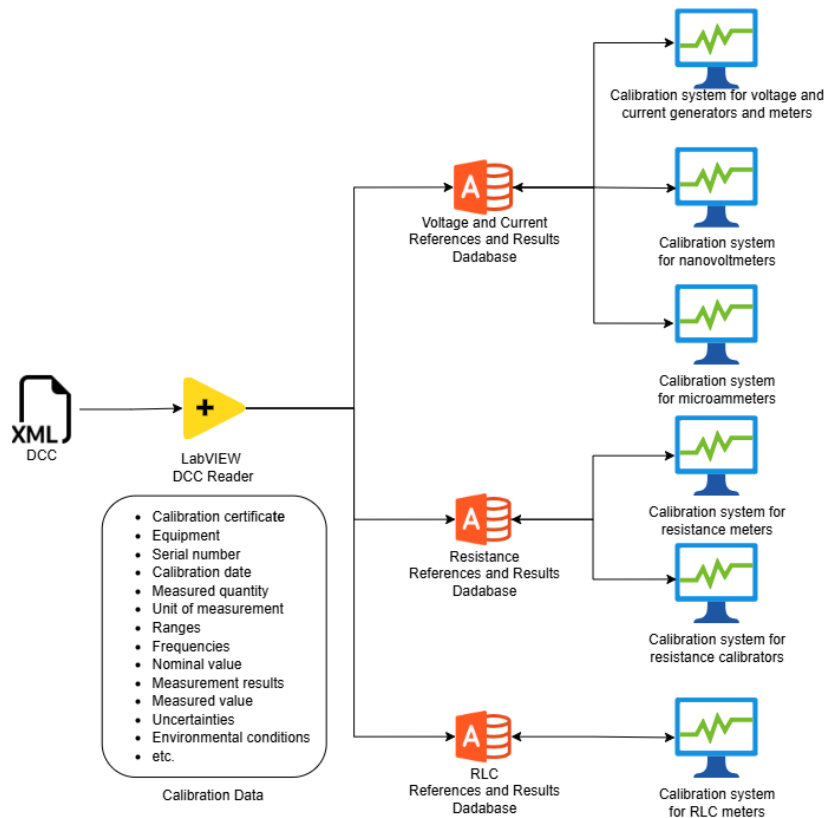 XML
DCC
LabVIEW
DCC Reader
• Calibration certificate
• Equipment
• Serial number
• Calibration date
• Measured quantity
• Unit of measurement
• Ranges
• Frequencies
• Nominal value
• Measurement results
• Measured value
• Uncertainties
• Environmental conditions
• etc.
Calibration Data
A
Voltage and Current
References and Results
Dadabase
A
Resistance
References and Results
Dadabase
A
RLC
References and Results
Dadabase
Calibration system for voltage and
current generators and meters
Calibration system
for nanovoltmeters
Calibration system
for microammeters
Calibration system for
resistance meters
Calibration system for
resistance calibrators
Calibration system
for RLC meters